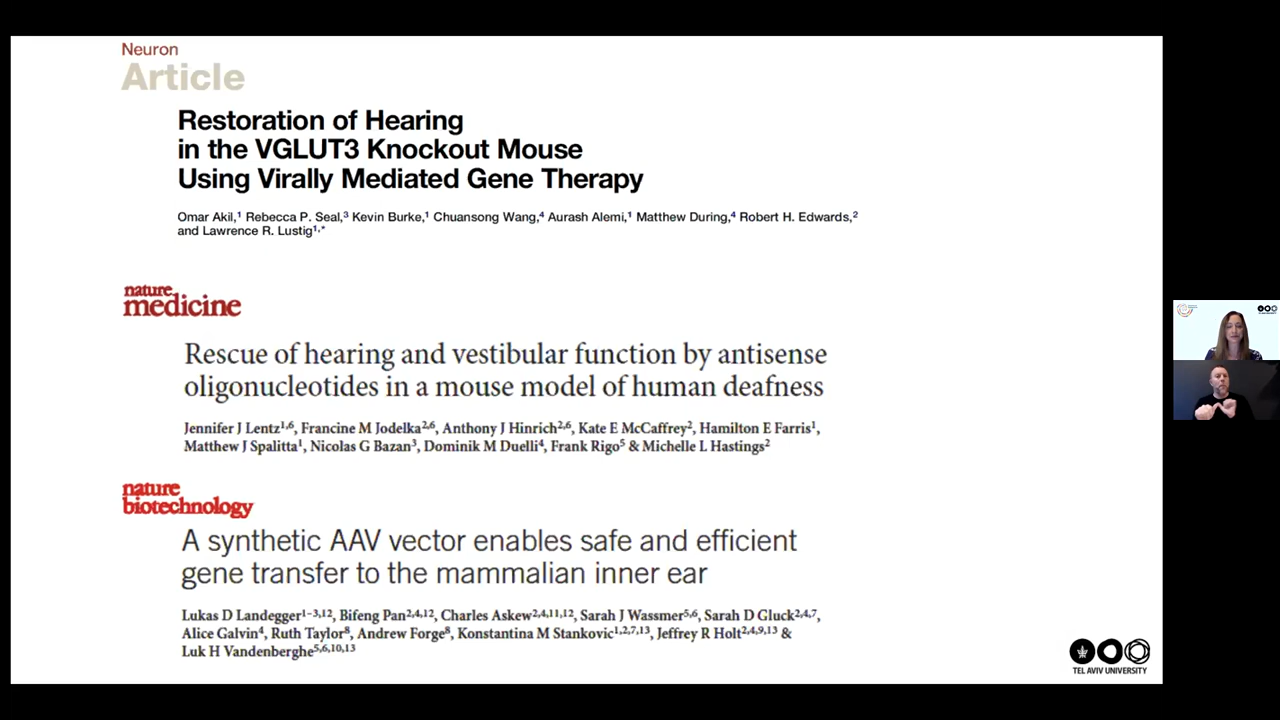 Neuron
Article
Restoration of Hearing
in the VGLUT3 Knockout Mouse
Using Virally Mediated Gene Therapy
Omar Akil,1 Rebecca P. Seal,3 Kevin Burke,1 Chuansong Wang,4 Aurash Alemi,1 Matthew During,4 Robert H. Edwards,2
and Lawrence R. Lustig1,*
nature
medicine
Rescue of hearing and vestibular function by antisense
oligonucleotides in a mouse model of human deafness
Jennifer J Lentz1,6, Francine M Jodelka2,6, Anthony J Hinrich2,6, Kate E McCaffrey2, Hamilton E Farris1,
Matthew J Spalitta1, Nicolas G Bazan3, Dominik M Duelli4, Frank Rigo5 & Michelle L Hastings2
nature
biotechnology
A synthetic AAV vector enables safe and efficient
gene transfer to the mammalian inner ear
Lukas D Landegger1–3,12, Bifeng Pan2,4,12, Charles Askew2,4,11,12, Sarah J Wassmer5,6, Sarah D Gluck2,4,7,
Alice Galvin4, Ruth Taylor8, Andrew Forge8, Konstantina M Stankovic1,2,7,13, Jeffrey R Holt2,4,9,13 &
Luk H Vandenberghe5,6,10,13
TEL AVIV UNIVERSITY